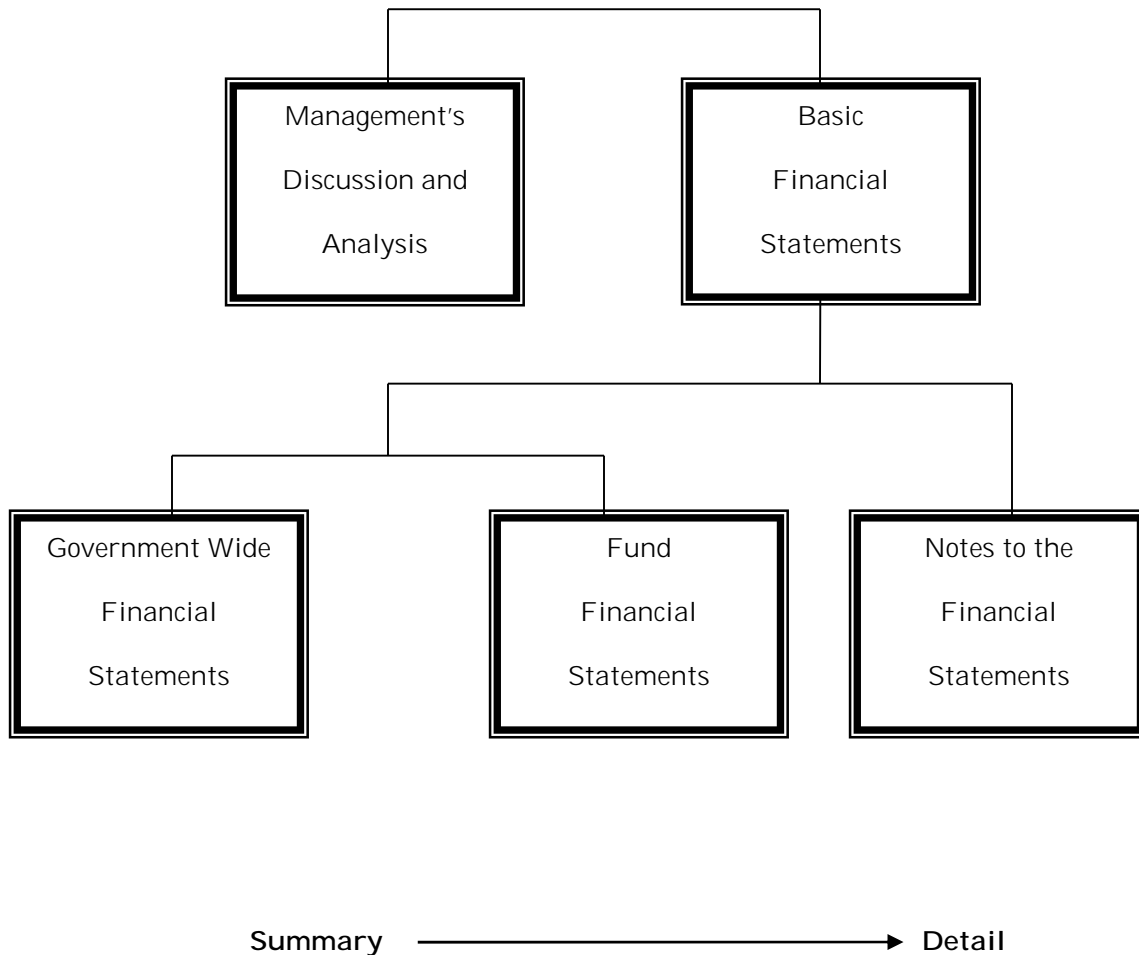 Management's
Discussion and
Analysis
Basic
Financial
Statements
Government Wide
Financial
Statements
Fund
Financial
Statements
Notes to the
Financial
Statements
Summary
Detail